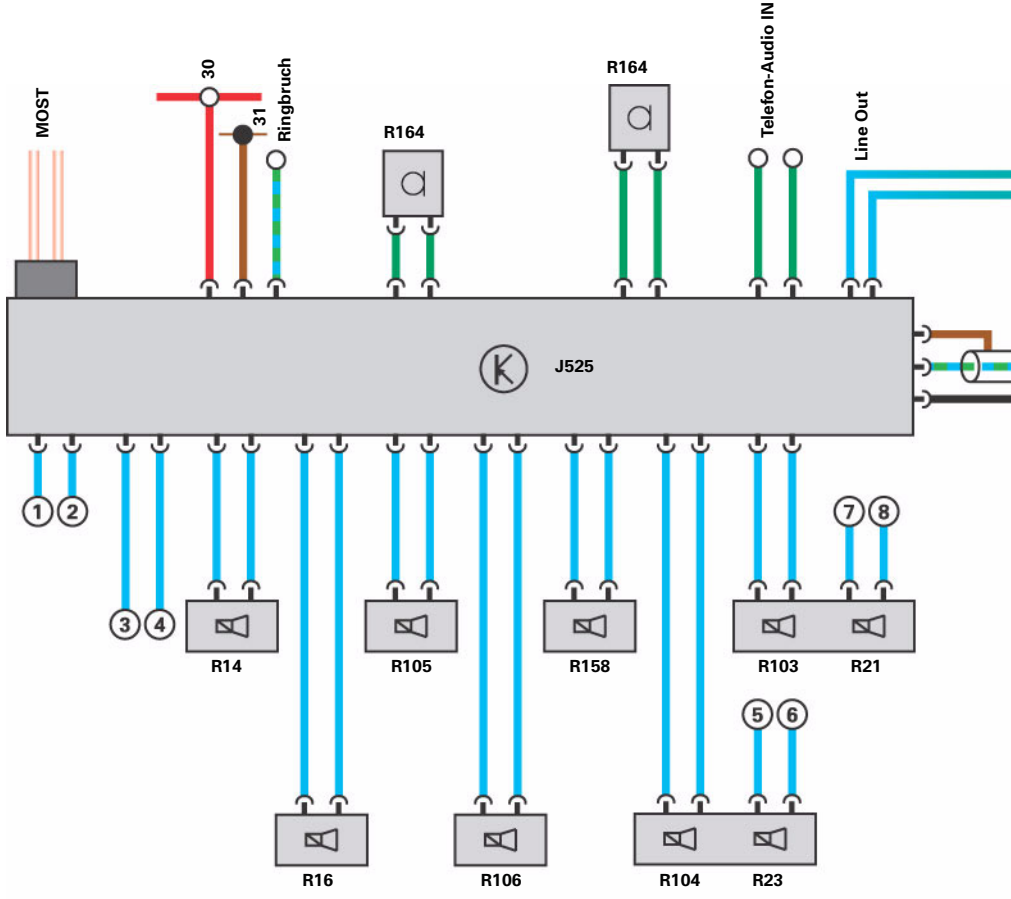 MOST
30
31
Ringbruch
R164
R164
Telefon-Audio IN
Line Out
J525
1 2
7 8
3 4
R14
R105
R158
R103
R21
5 6
R16
R106
R104
R23